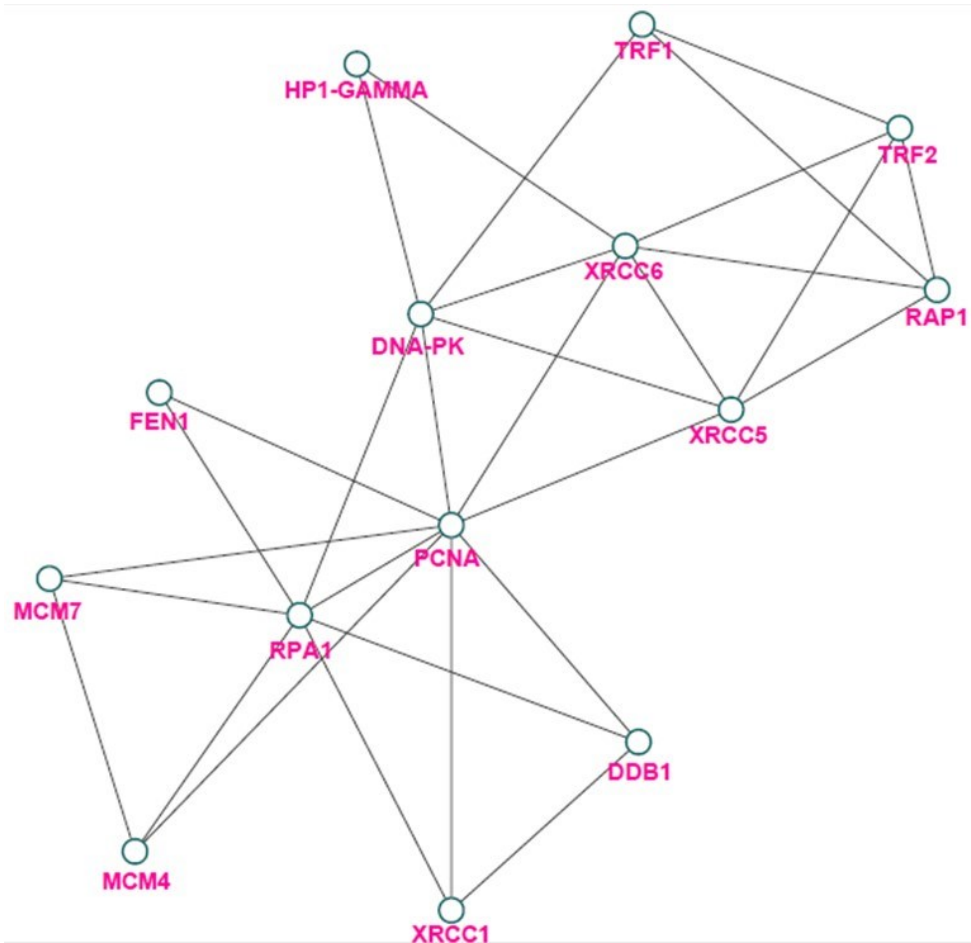 TRF1
HP1-GAMMA
TRF2
XRCC6
RAP1
DNA-PK
FEN1
XRCC5
PCNA
MCM7
RPA1
DDB1
MCM4
XRCC1